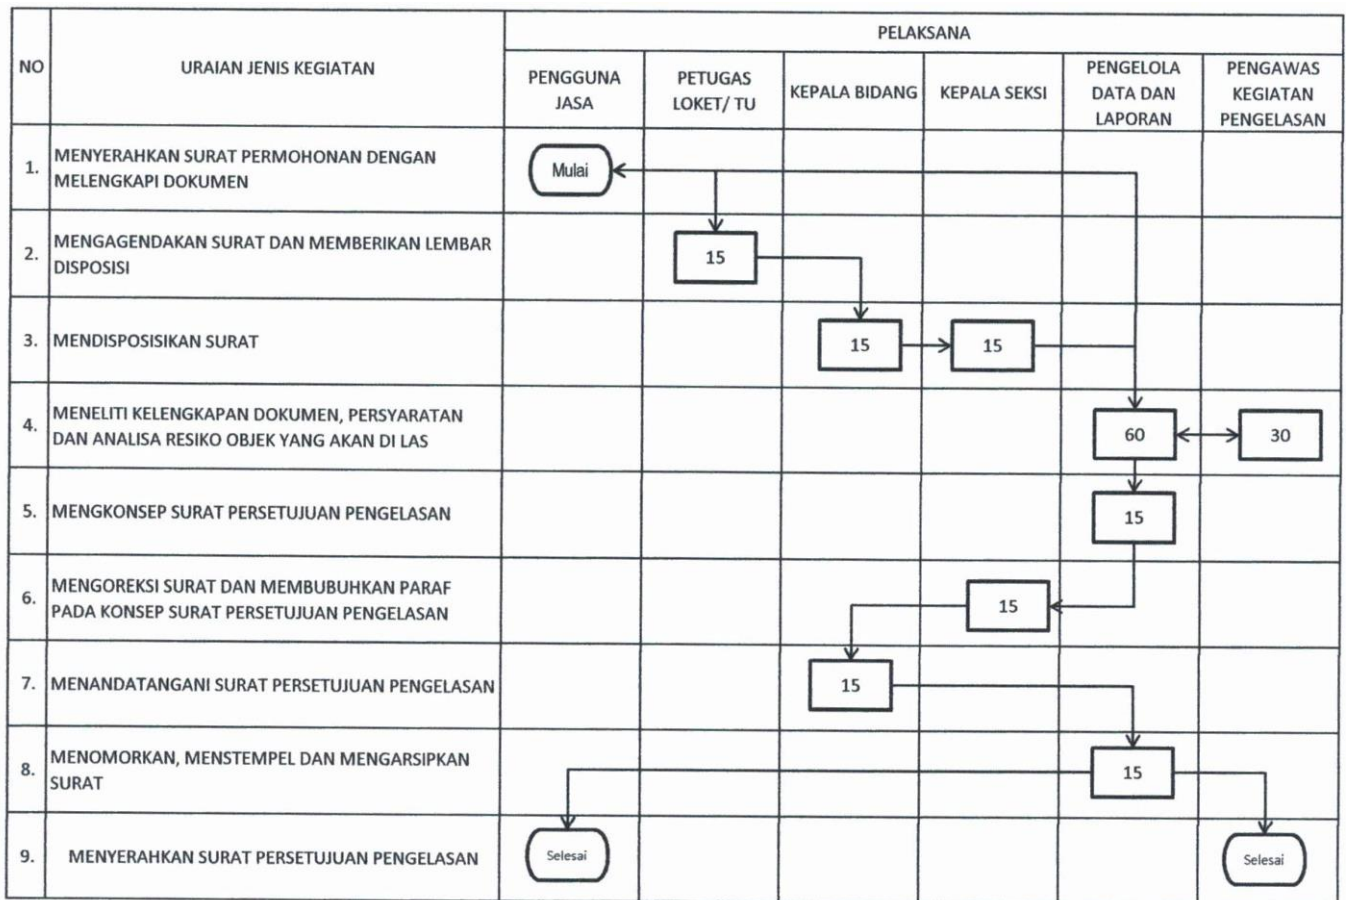 NO
URAIAN JENIS KEGIATAN
PELAKSANA
PENGGUNA
JASA
PETUGAS
LOKET/ TU
KEPALA BIDANG
KEPALA SEKSI
PENGELOLA
DATA DAN
LAPORAN
PENGAWAS
KEGIATAN
PENGELASAN
1.
MENYERAHKAN SURAT PERMOHONAN DENGAN
MELENGKAPI DOKUMEN
Mulai
2.
MENGAGENDAKAN SURAT DAN MEMBERIKAN LEMBAR
DISPOSISI
15
3.
MENDISPOSISIKAN SURAT
15
15
4.
MENELITI KELENGKAPAN DOKUMEN, PERSYARATAN
DAN ANALISA RESIKO OBJEK YANG AKAN DI LAS
60
30
5.
MENGKONSEP SURAT PERSETUJUAN PENGELASAN
15
6.
MENGOREKSI SURAT DAN MEMBUBUHKAN PARAF
PADA KONSEP SURAT PERSETUJUAN PENGELASAN
15
7.
MENANDATANGANI SURAT PERSETUJUAN PENGELASAN
15
8.
MENOMORKAN, MENSTEMPEL DAN MENGARSIPKAN
SURAT
15
9.
MENYERAHKAN SURAT PERSETUJUAN PENGELASAN
Selesai
Selesai